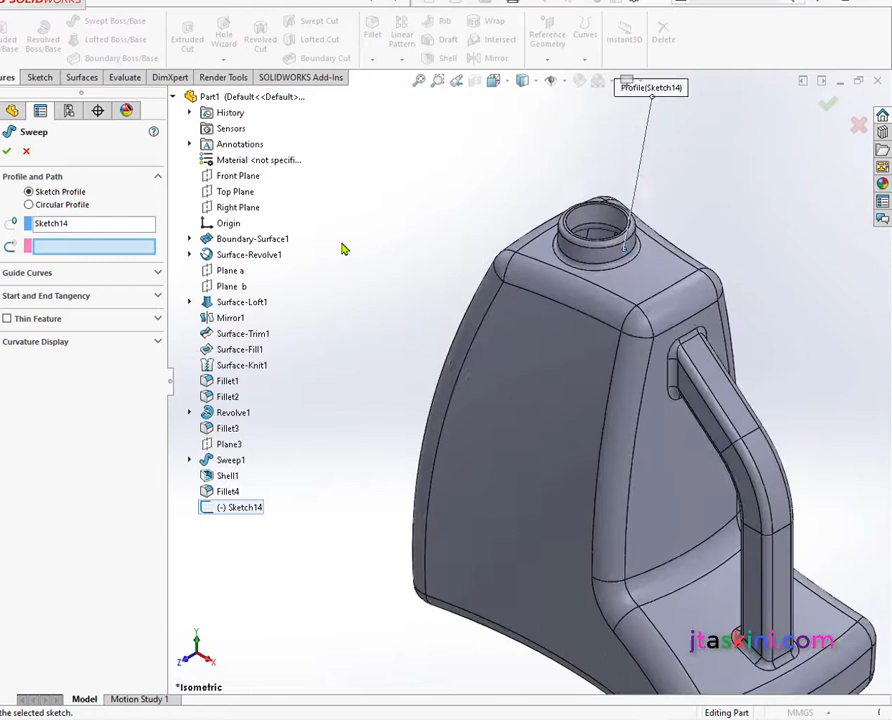 SOLIDWORKS
Revolved Boss/Base
Swept Boss/Base
Lofted Boss/Base
Boundary Boss/Base
Extruded Cut
Hole Wizard
Revolved Cut
Swept Cut
Lofted Cut
Boundary Cut
Fillet
Linear Pattern
Rib
Draft
Shell
Wrap
Intersect
Mirror
Reference Geometry
Curves
Instant3D
Delete
Sketch
Surfaces
Evaluate
DimXpert
Render Tools
SOLIDWORKS Add-Ins
Sweep
Profile and Path
Sketch Profile
Circular Profile
Sketch14
Guide Curves
Start and End Tangency
Thin Feature
Curvature Display
Part1 (Default<<Default>...
History
Sensors
Annotations
Material <not specifi...
Front Plane
Top Plane
Right Plane
Origin
Boundary-Surface1
Surface-Revolve1
Plane a
Plane b
Surface-Loft1
Mirror1
Surface-Trim1
Surface-Fill1
Surface-Knit1
Fillet1
Fillet2
Revolve1
Fillet3
Plane3
Sweep1
Shell1
Fillet4
(-) Sketch14
Profile(Sketch14)
Y
Z
X
*Isometric
jtaskini.com
Model
Motion Study 1
the selected sketch.
Editing Part
MMGS